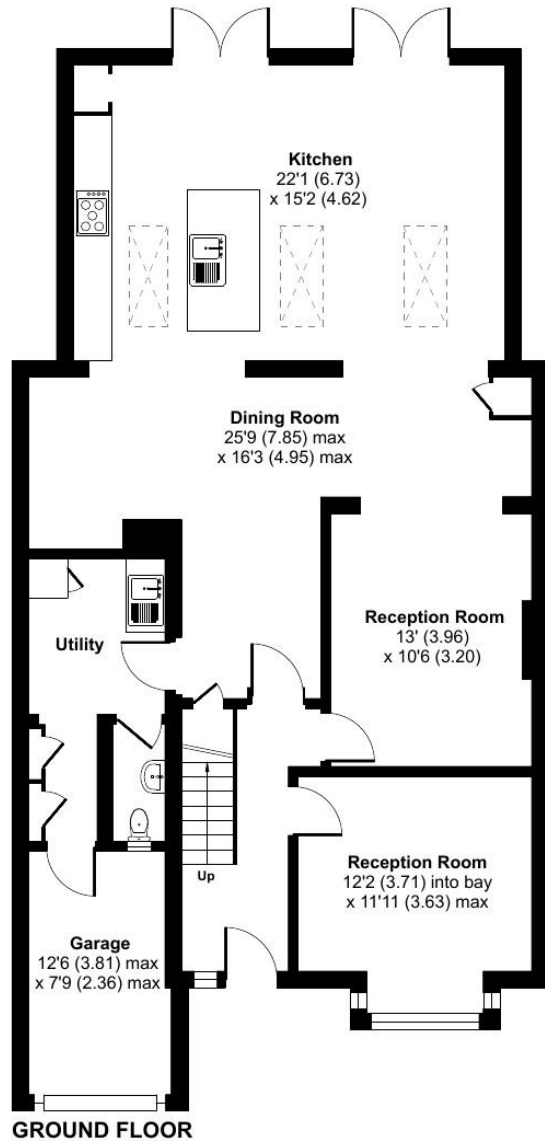 Kitchen
22'1 (6.73)
x 15'2 (4.62)
Dining Room
25'9 (7.85) max
x 16'3 (4.95) max
Reception Room
13' (3.96)
x 10'6 (3.20)
Utility
Up
Reception Room
12'2 (3.71) into bay
x 11'11 (3.63) max
Garage
12'6 (3.81) max
x 7'9 (2.36) max
GROUND FLOOR